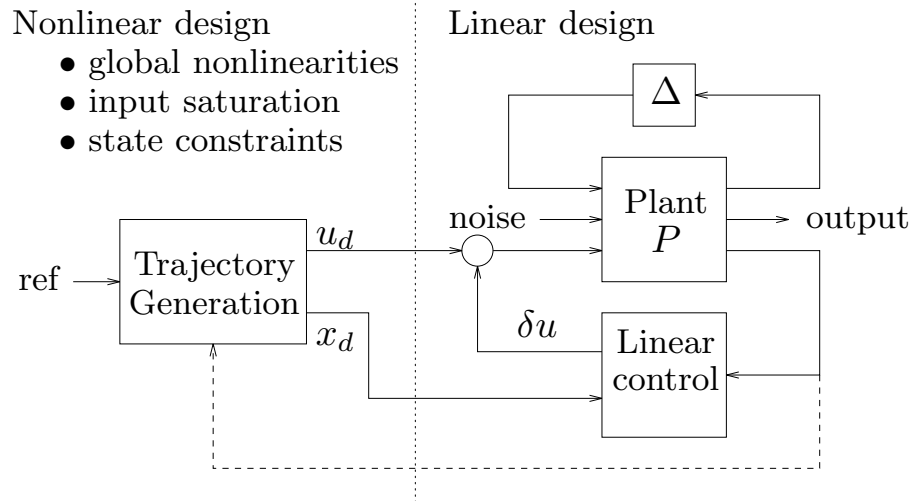 Nonlinear design
• global nonlinearities
• input saturation
• state constraints
Linear design
Δ
noise
Plant
P
output
ref
Trajectory
Generation
u_d
x_d
δu
Linear
control